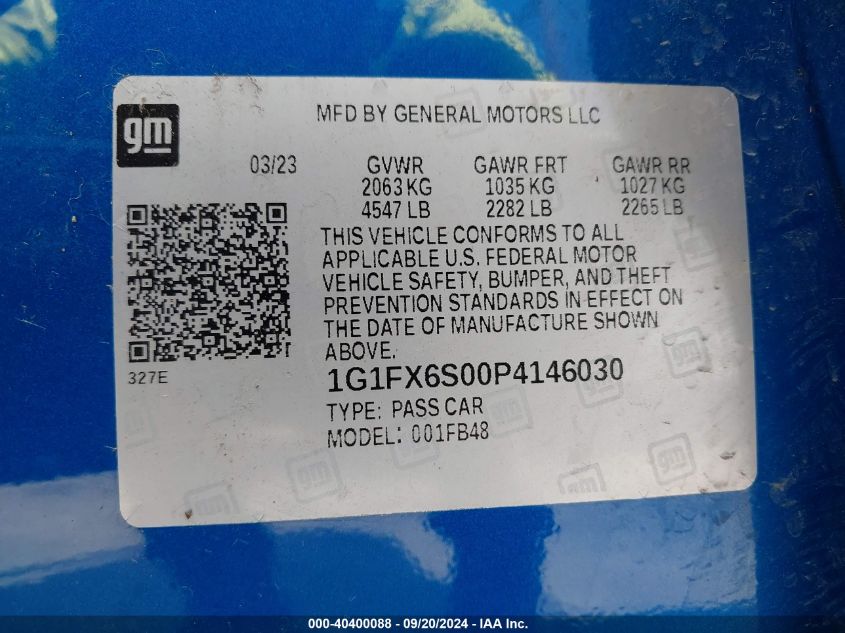 gm
MFD BY GENERAL MOTORS LLC
03/23 GVWR GAWR FRT GAWR RR
2063 KG 1035 KG 1027 KG
4547 LB 2282 LB 2265 LB
THIS VEHICLE CONFORMS TO ALL
APPLICABLE U.S. FEDERAL MOTOR
VEHICLE SAFETY, BUMPER, AND THEFT
PREVENTION STANDARDS IN EFFECT ON
THE DATE OF MANUFACTURE SHOWN
ABOVE.
327E
1G1FX6S00P4146030
TYPE: PASS CAR
MODEL: 001FB48
000-40400088 - 09/20/2024 - IAA Inc.